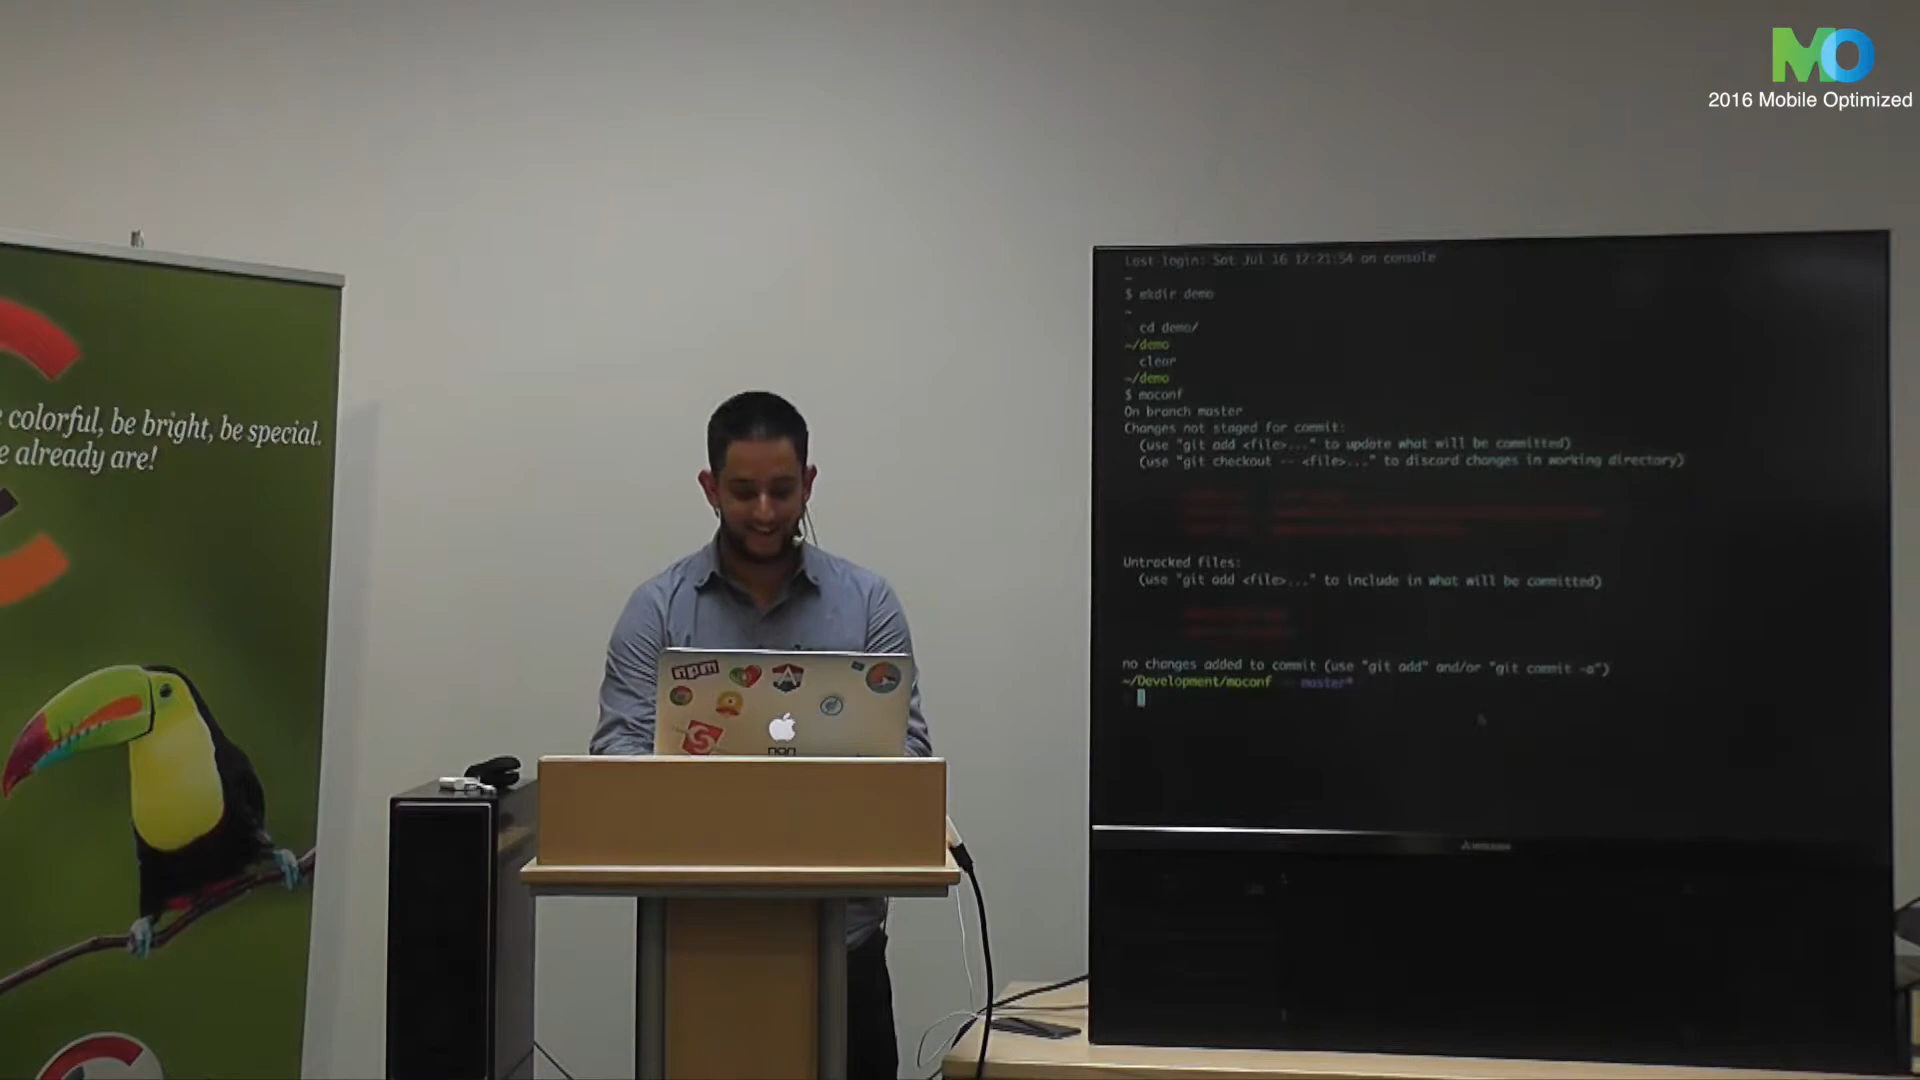 MO
2016 Mobile Optimized
colorful, be bright, be special.
e already are!
npm
Last login: Sat Jul 16 12:21:54 on console
~
$ mkdir demo
~
cd demo/
~/demo
clear
~/demo
$ moconf
On branch master
Changes not staged for commit:
(use "git add <file>..." to update what will be committed)
(use "git checkout -- <file>..." to discard changes in working directory)
Untracked files:
(use "git add <file>..." to include in what will be committed)
no changes added to commit (use "git add" and/or "git commit -a")
~/Development/moconf master*